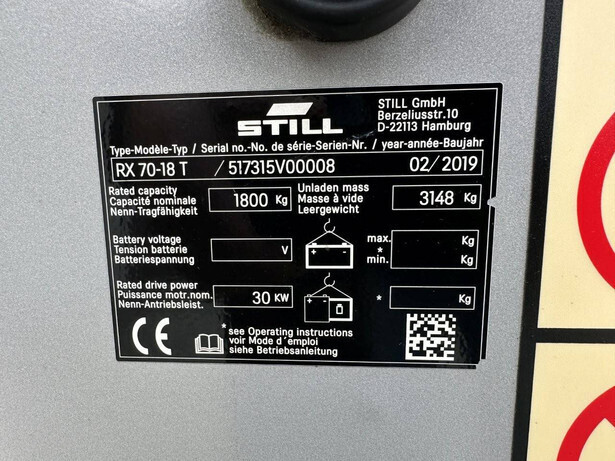 STILL
STILL GmbH
Berzeliusstr.10
D-22113 Hamburg
Type-Modèle-Typ / Serial no.-No. de série-Serien-Nr. / year-année-Baujahr
RX 70-18 T / 517315V00008 02/2019
Rated capacity
Capacité nominale
Nenn-Tragfähigkeit
1800 Kg
Unladen mass
Masse à vide
Leergewicht
3148 Kg
Battery voltage
Tension batterie
Batteriespannung
V
max.
*
min.
Kg
Kg
Rated drive power
Puissance motr.nom.
Nenn-Antriebsleist.
30 KW
* Kg
CE
*see Operating instructions
voir Mode d´emploi
siehe Betriebsanleitung